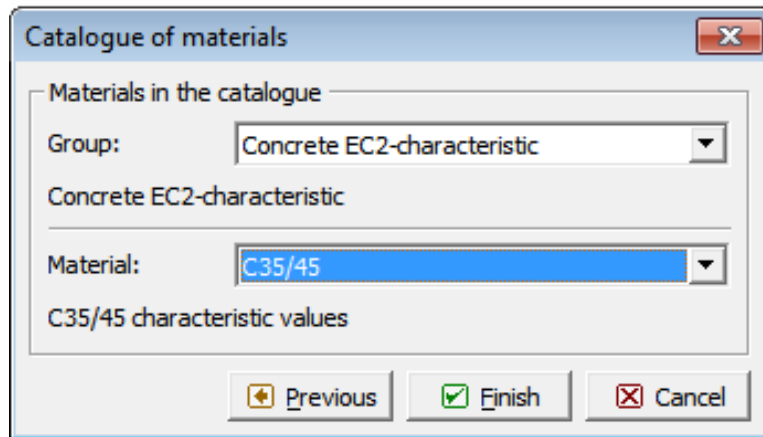 Catalogue of materials
Materials in the catalogue
Group: Concrete EC2-characteristic
Concrete EC2-characteristic
Material: C35/45
C35/45 characteristic values
Previous Finish Cancel